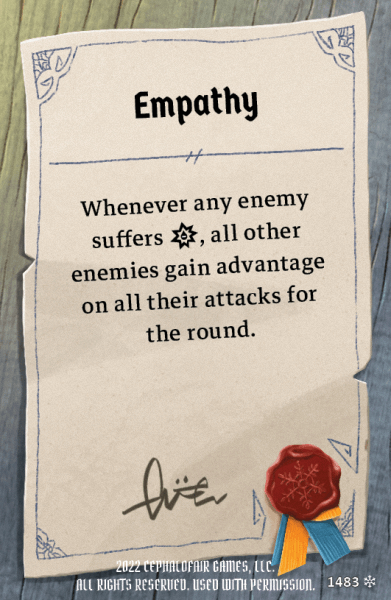 Empathy
Whenever any enemy
suffers , all other
enemies gain advantage
on all their attacks for
the round.
2022 CEPHALOFAIR GAMES, LLC.
ALL RIGHTS RESERVED. USED WITH PERMISSION.
1483